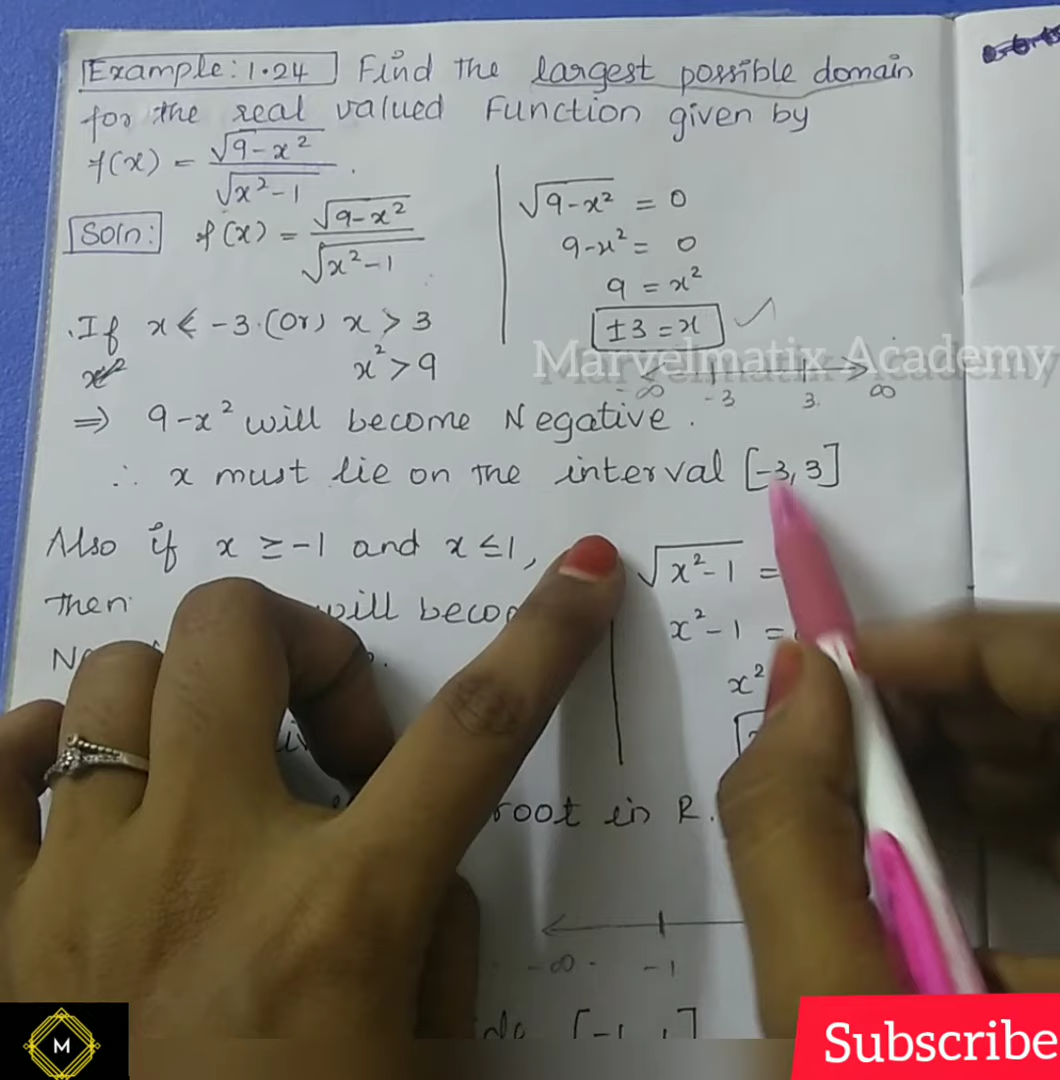 Example: 1.24 Find the largest possible domain
for the real valued Function given by
f(x) = √9-x² / √x²-1 .
Soln: f(x) = √9-x² / √x²-1
√9-x² = 0
9-x² = 0
9 = x²
±3 = x
If x < -3 (or) x > 3
x² x² > 9
Marvelmatix Academy
∞ -3 3 ∞
⇒ 9-x² will become Negative.
∴ x must lie on the interval [-3, 3]
Also if x ≥ -1 and x ≤ 1,
Then will
√x²-1 =
x²-1 =
x²
root in R.
-∞ -1
[-1, 1]
M
Subscribe